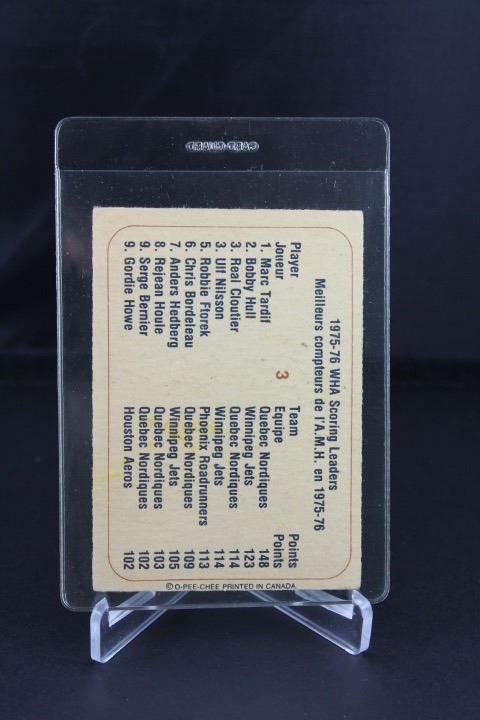 1975-76 WHA Scoring Leaders
Meilleurs compteurs de l'A.M.H. en 1975-76
3
Player Team Points
Joueur Equipe Points
1. Marc Tardif Quebec Nordiques 148
2. Bobby Hull Winnipeg Jets 123
3. Real Cloutier Quebec Nordiques 114
3. Ulf Nilsson Winnipeg Jets 114
5. Robbie Ftorek Phoenix Roadrunners 113
6. Chris Bordeleau Quebec Nordiques 109
7. Anders Hedberg Winnipeg Jets 105
8. Rejean Houle Quebec Nordiques 103
9. Serge Bernier Quebec Nordiques 102
9. Gordie Howe Houston Aeros 102
© O-PEE-CHEE PRINTED IN CANADA.